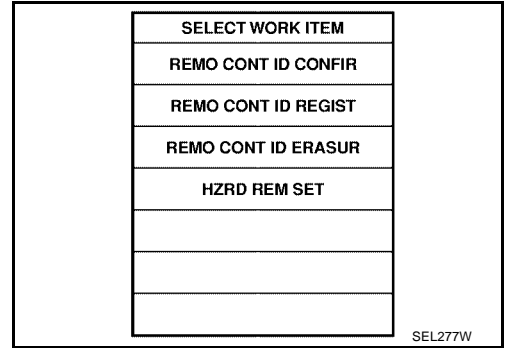 SELECT WORK ITEM
REMO CONT ID CONFIR
REMO CONT ID REGIST
REMO CONT ID ERASUR
HZRD REM SET
SEL277W